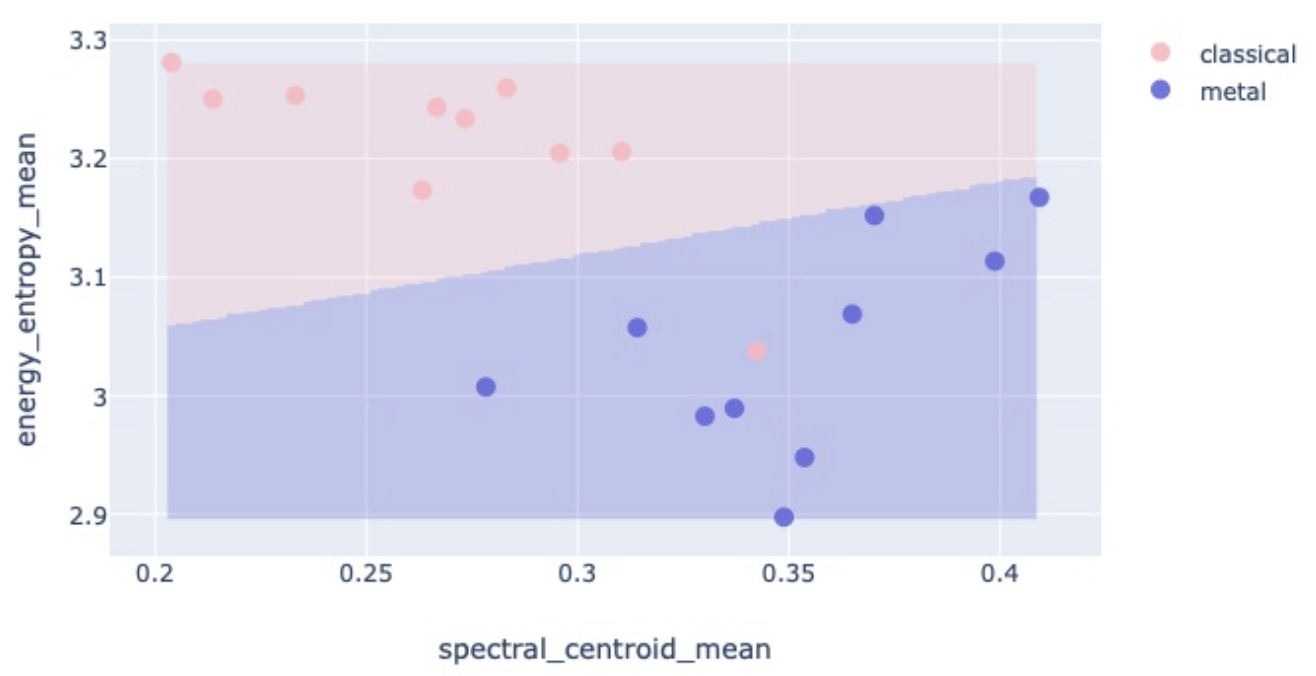 energy_entropy_mean
3.3
3.2
3.1
3
2.9
0.2
0.25
0.3
0.35
0.4
spectral_centroid_mean
classical
metal